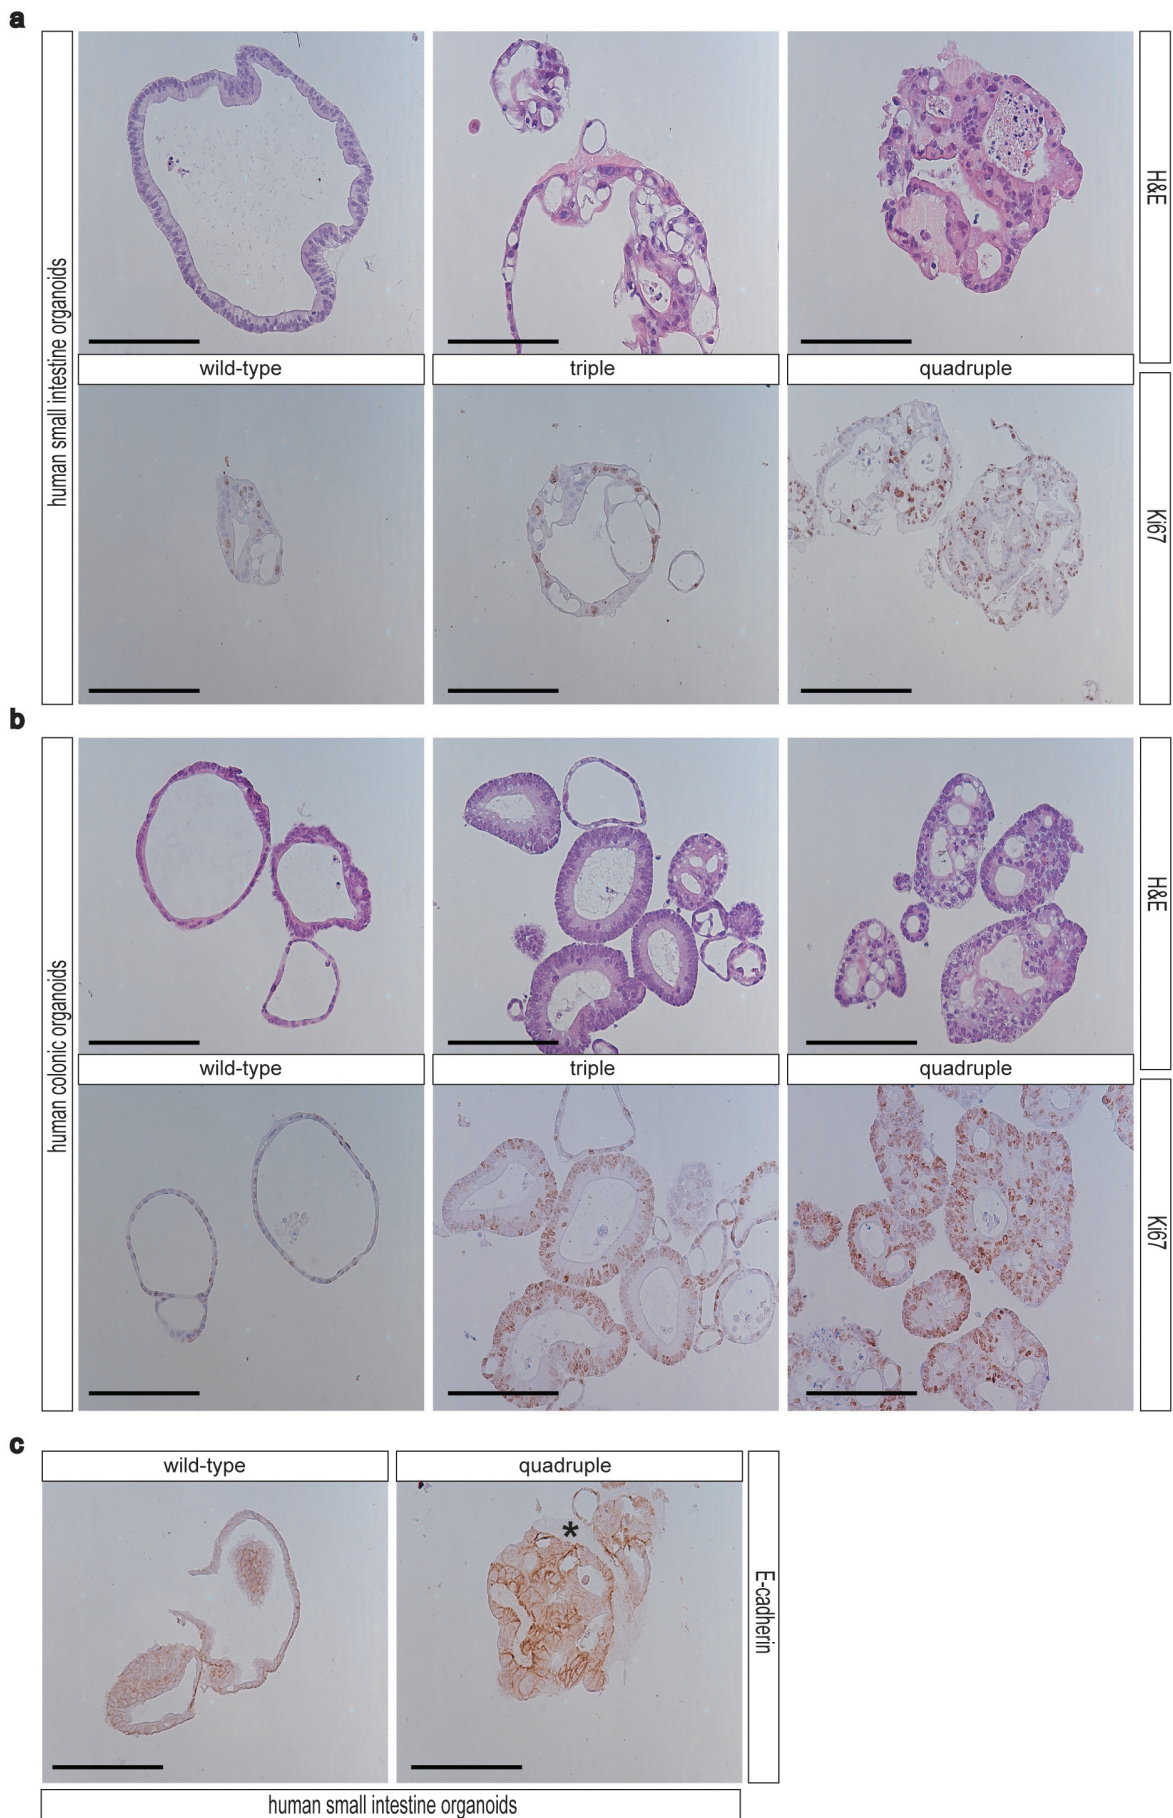 a
human small intestine organoids
H&E
wild-type
triple
quadruple
Ki67
b
human colonic organoids
H&E
wild-type
triple
quadruple
Ki67
c
wild-type
quadruple
*
E-cadherin
human small intestine organoids